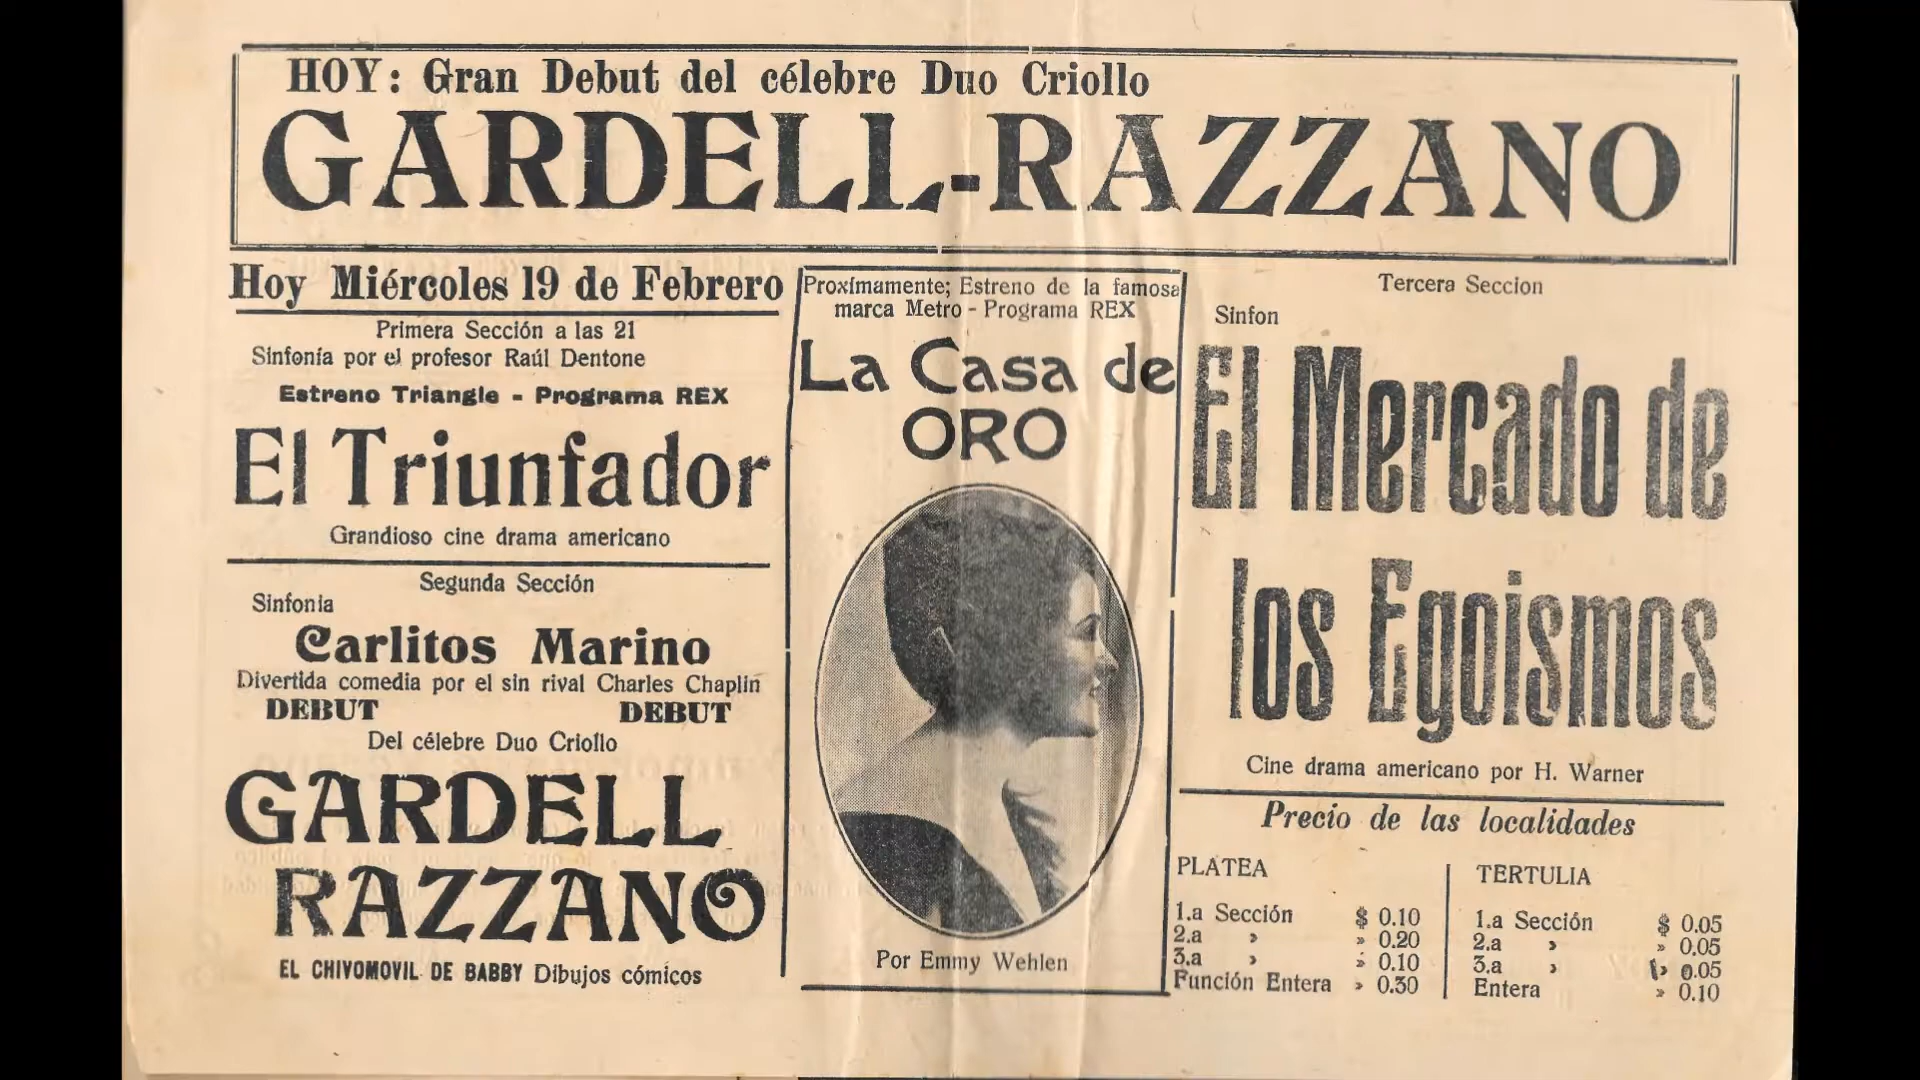 HOY: Gran Debut del célebre Duo Criollo
GARDELL-RAZZANO
Hoy Miércoles 19 de Febrero
Primera Sección a las 21
Sinfonía por el profesor Raúl Dentone
Estreno Triangle - Programa REX
El Triunfador
Grandioso cine drama americano
Segunda Sección
Sinfonia
Carlitos Marino
Divertida comedia por el sin rival Charles Chaplin
DEBUT DEBUT
Del célebre Duo Criollo
GARDELL
RAZZANO
EL CHIVOMOVIL DE BABBY Dibujos cómicos
Proximamente; Estreno de la famosa
marca Metro - Programa REX
La Casa de
ORO
Por Emmy Wehlen
Tercera Seccion
Sinfon
El Mercado de
los Egoismos
Cine drama americano por H. Warner
Precio de las localidades
PLATEA
1.a Sección $ 0.10
2.a » » 0.20
3.a » » 0.10
Función Entera » 0.30
TERTULIA
1.a Sección $ 0.05
2.a » » 0.05
3.a » » 0.05
Entera » 0.10